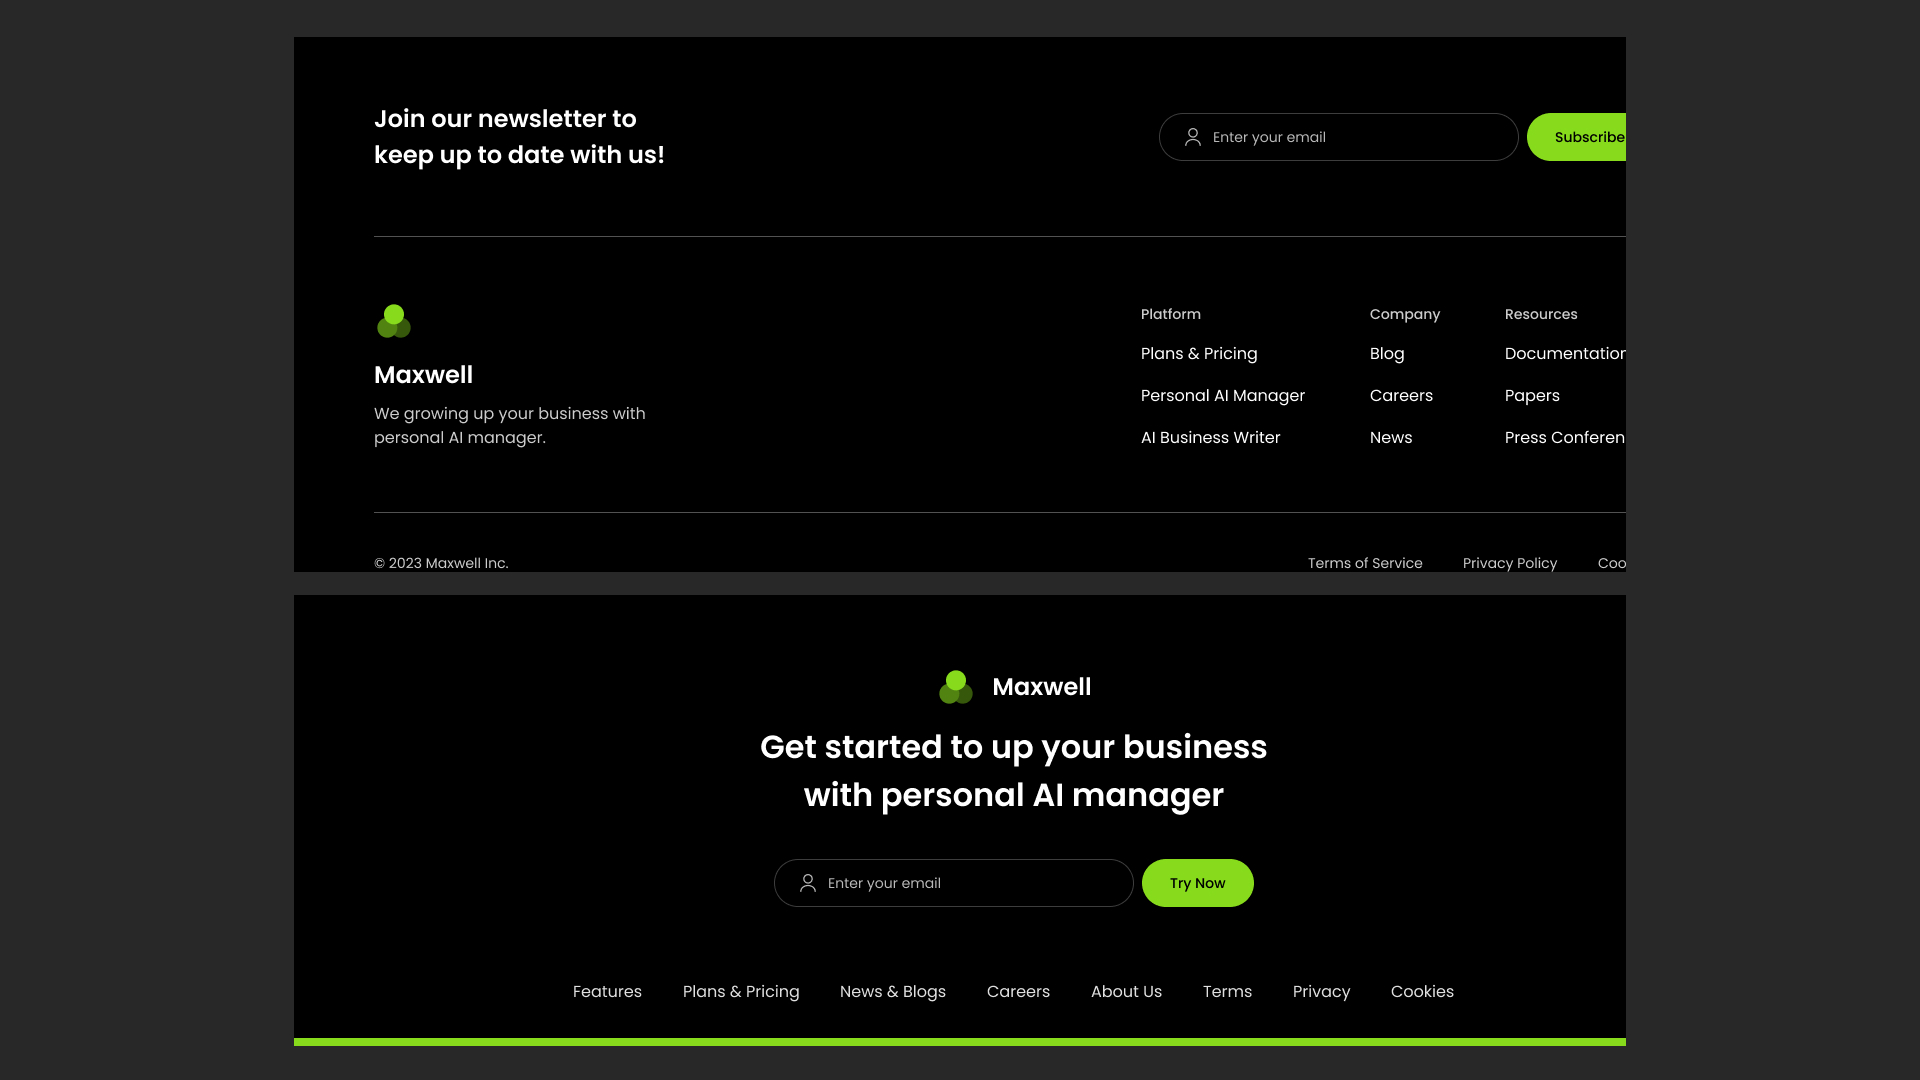 Join our newsletter to
keep up to date with us!
Enter your email
Subscribe
Maxwell
We growing up your business with
personal AI manager.
Platform
Plans & Pricing
Personal AI Manager
AI Business Writer
Company
Blog
Careers
News
Resources
Documentation
Papers
Press Conferen
© 2023 Maxwell Inc.
Terms of Service
Privacy Policy
Coo
Maxwell
Get started to up your business
with personal AI manager
Enter your email
Try Now
Features
Plans & Pricing
News & Blogs
Careers
About Us
Terms
Privacy
Cookies